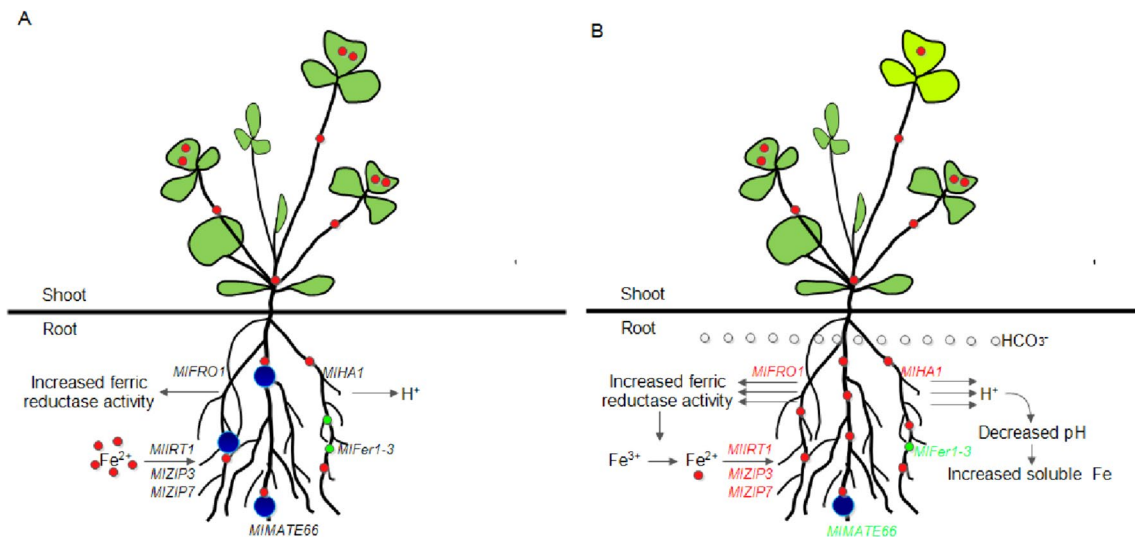 A
Shoot
Root
MlFRO1
MlHA1
Increased ferric
reductase activity
H+
Fe2+
MlIRT1
MlZIP3
MlZIP7
MlFer1-3
MlMATE66
B
Shoot
Root
HCO3-
MlFRO1
MlHA1
Increased ferric
reductase activity
H+
Decreased pH
Fe3+
Fe2+
MlIRT1
MlZIP3
MlZIP7
MlFer1-3
Increased soluble Fe
MlMATE66